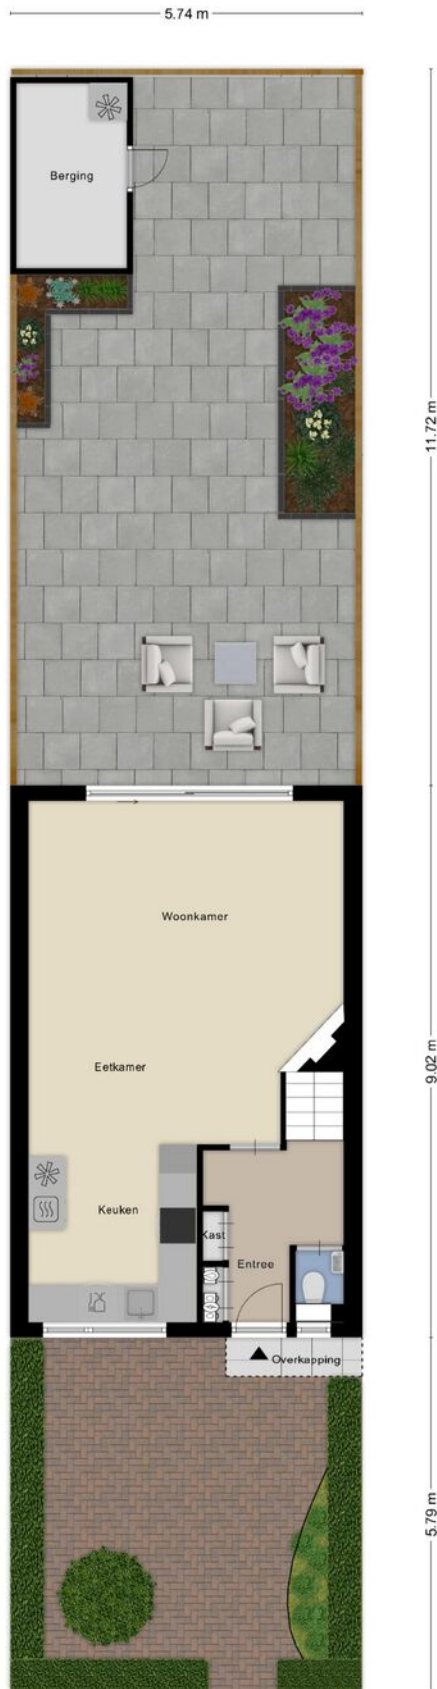 5.74 m
Berging
11.72 m
Woonkamer
9.02 m
Eetkamer
Keuken
Kast
Entree
Overkapping
5.79 m